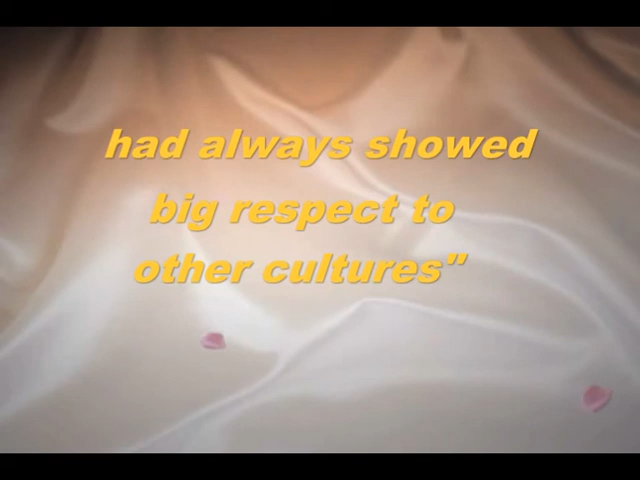 had always showed
big respect to
other cultures"